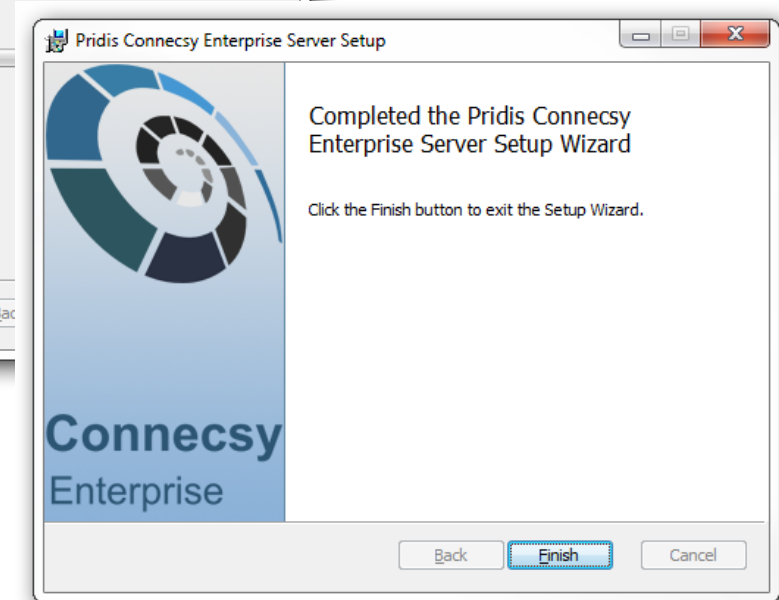 Pridis Connecsy Enterprise Server Setup
Completed the Pridis Connecsy
Enterprise Server Setup Wizard
Click the Finish button to exit the Setup Wizard.
Connecsy
Enterprise
Back
Finish
Cancel